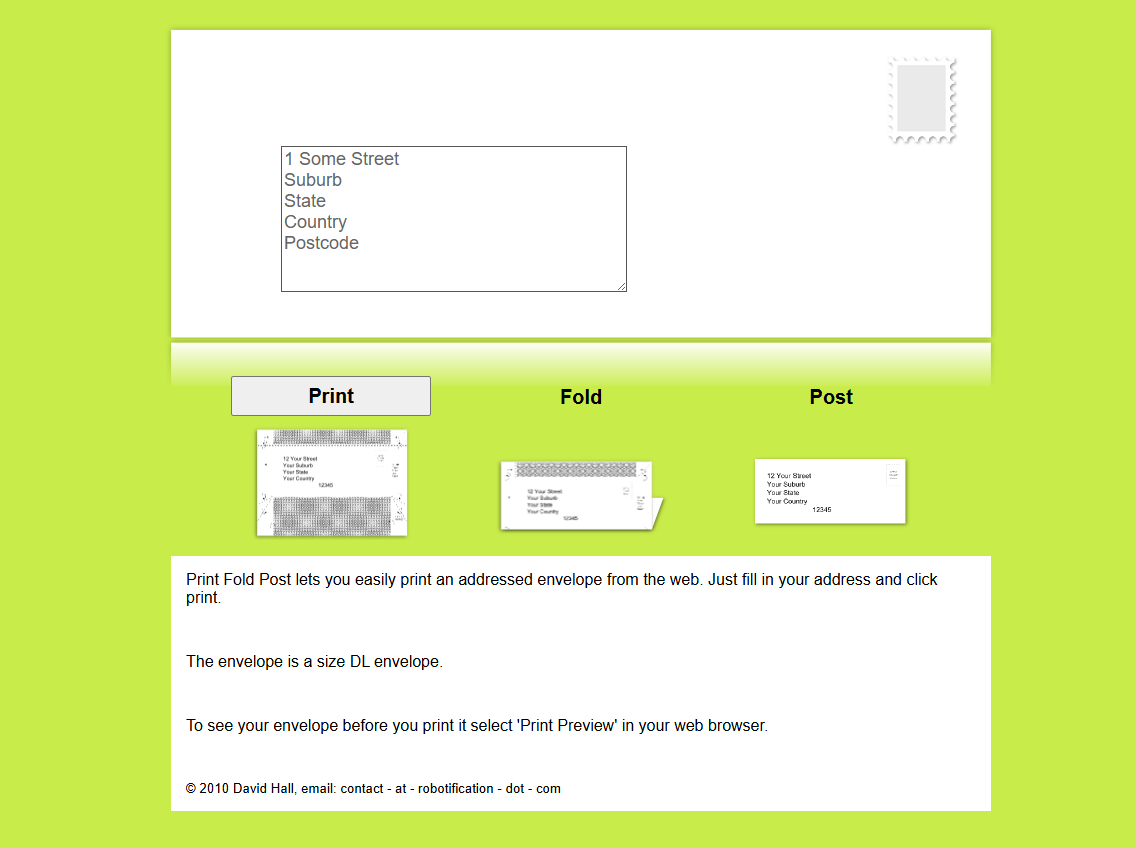 1 Some Street
Suburb
State
Country
Postcode
Print
Fold
Post
12 Your Street
Your Suburb
Your State
Your Country
12345
12 Your Street
Your Suburb
Your State
Your Country
12345
12 Your Street
Your Suburb
Your State
Your Country
12345
Print Fold Post lets you easily print an addressed envelope from the web. Just fill in your address and click
print.
The envelope is a size DL envelope.
To see your envelope before you print it select 'Print Preview' in your web browser.
© 2010 David Hall, email: contact - at - robotification - dot - com